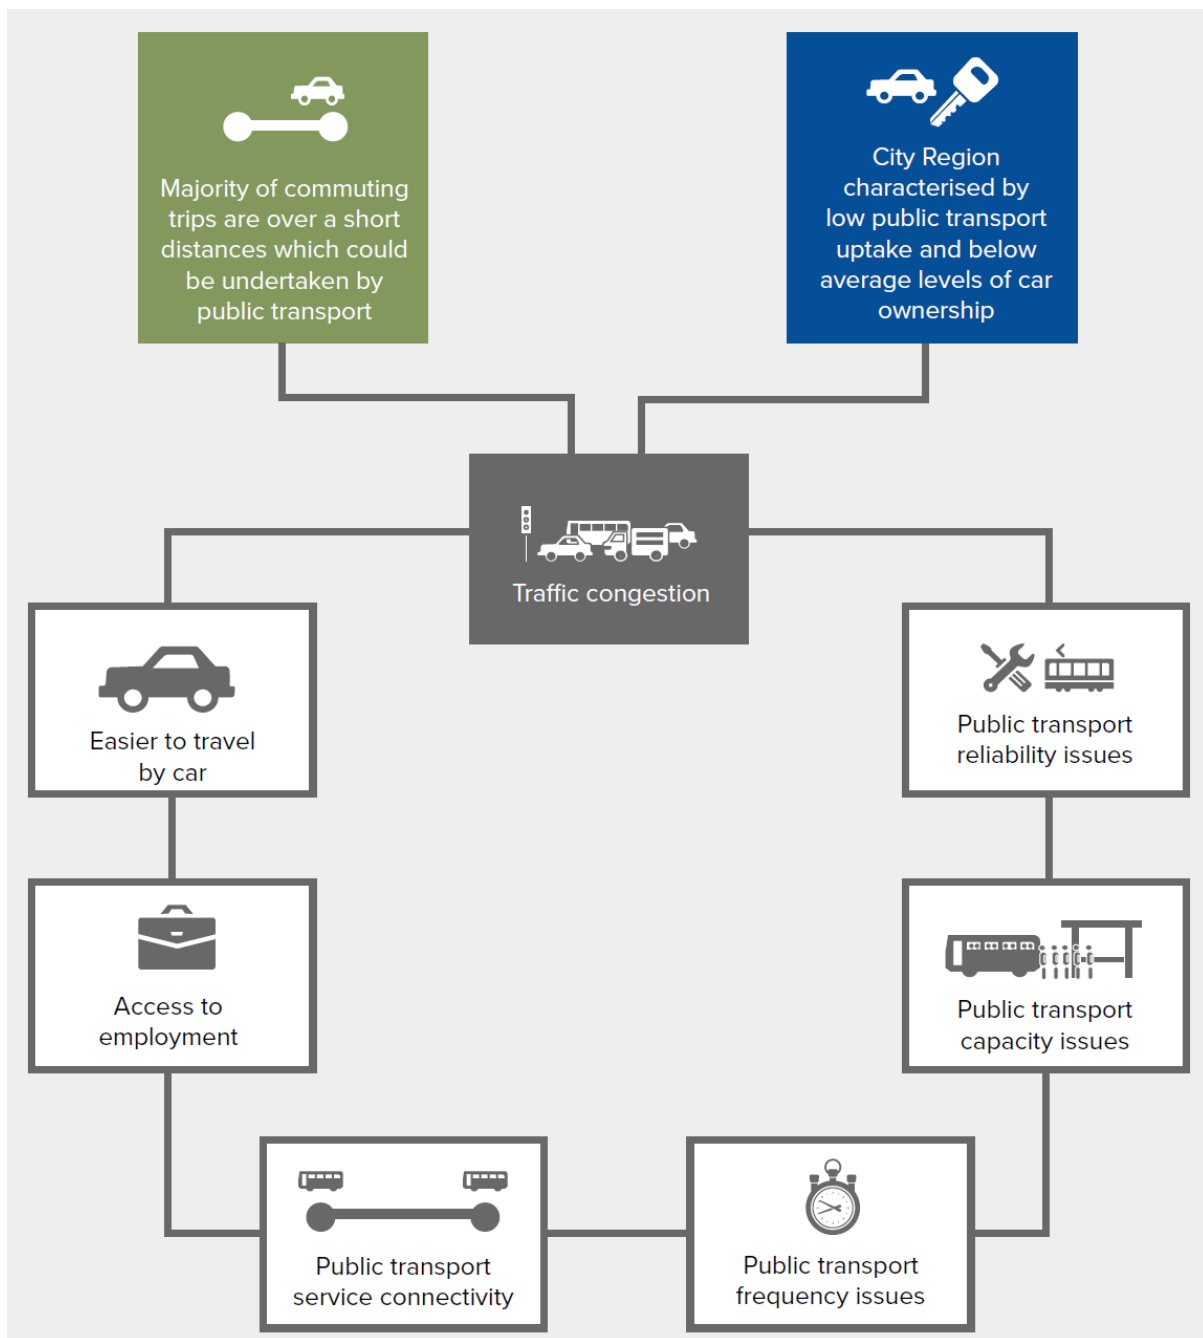 Majority of commuting
trips are over a short
distances which could
be undertaken by
public transport
City Region
characterised by
low public transport
uptake and below
average levels of car
ownership
Traffic congestion
Easier to travel
by car
Public transport
reliability issues
Access to
employment
Public transport
capacity issues
Public transport
service connectivity
Public transport
frequency issues